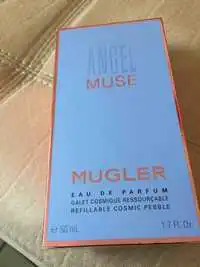 ANGEL
MUSE
MUGLER
EAU DE PARFUM
GALET COSMIQUE RESSOURÇABLE
REFILLABLE COSMIC PEBBLE
50 mL
1.7 Fl. Oz